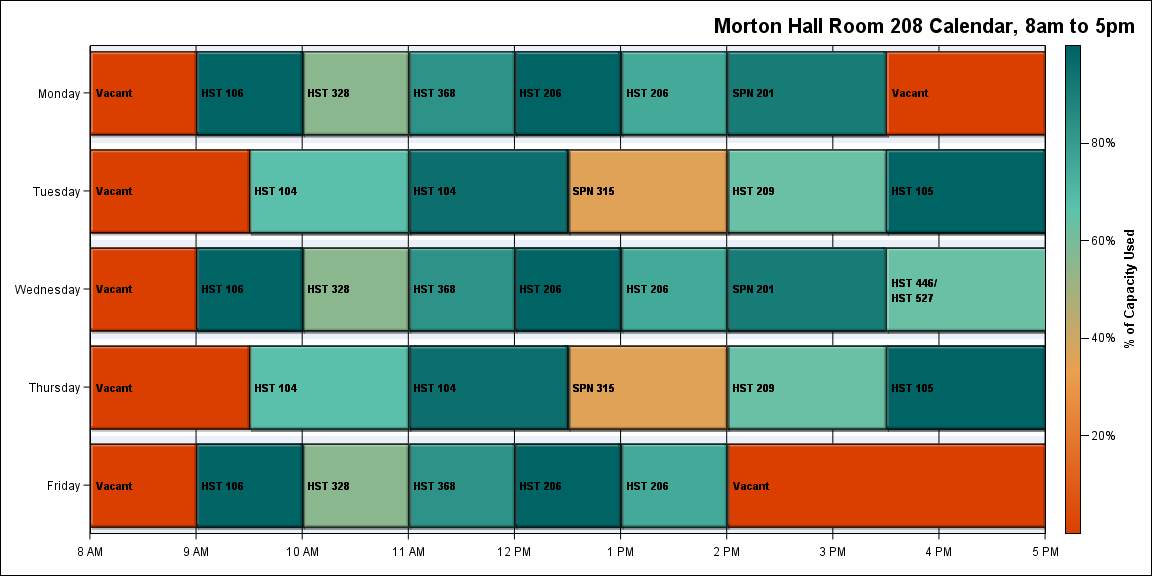 Morton Hall Room 208 Calendar, 8am to 5pm
Monday
Vacant
HST 106
HST 328
HST 368
HST 206
HST 206
SPN 201
Vacant
Tuesday
Vacant
HST 104
HST 104
SPN 315
HST 209
HST 105
Wednesday
Vacant
HST 106
HST 328
HST 368
HST 206
HST 206
SPN 201
HST 446/
HST 527
Thursday
Vacant
HST 104
HST 104
SPN 315
HST 209
HST 105
Friday
Vacant
HST 106
HST 328
HST 368
HST 206
HST 206
Vacant
8 AM
9 AM
10 AM
11 AM
12 PM
1 PM
2 PM
3 PM
4 PM
5 PM
80%
60%
40%
20%
% of Capacity Used